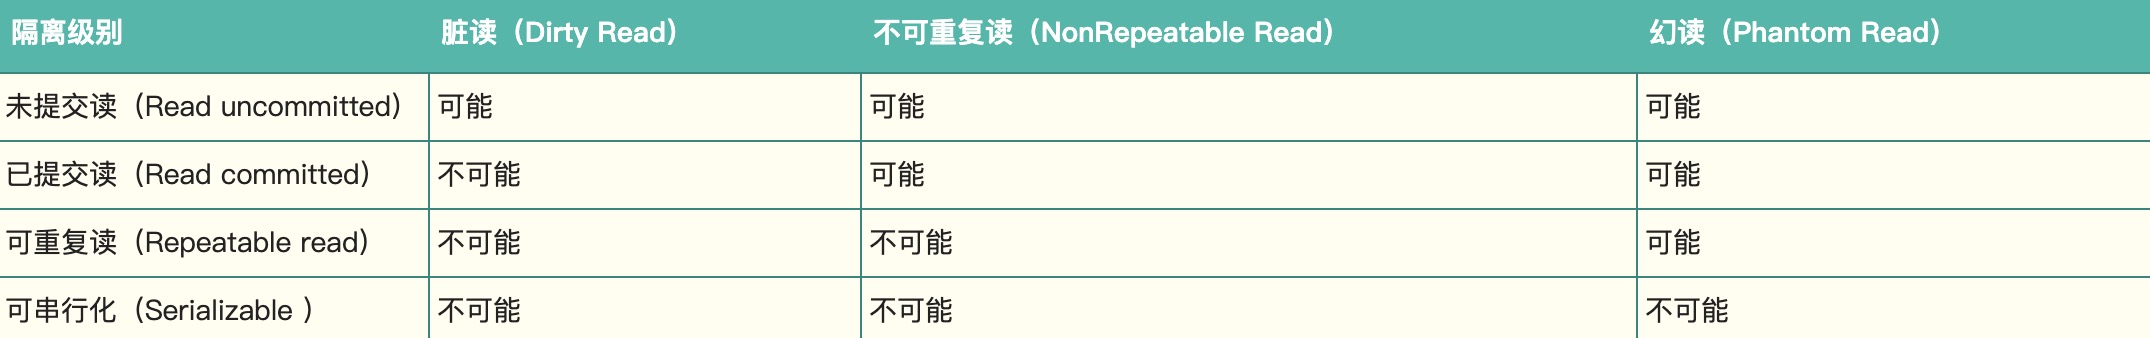 隔离级别 脏读（Dirty Read） 不可重复读（NonRepeatable Read） 幻读（Phantom Read）
未提交读（Read uncommitted） 可能 可能 可能
已提交读（Read committed） 不可能 可能 可能
可重复读（Repeatable read） 不可能 不可能 可能
可串行化（Serializable ） 不可能 不可能 不可能